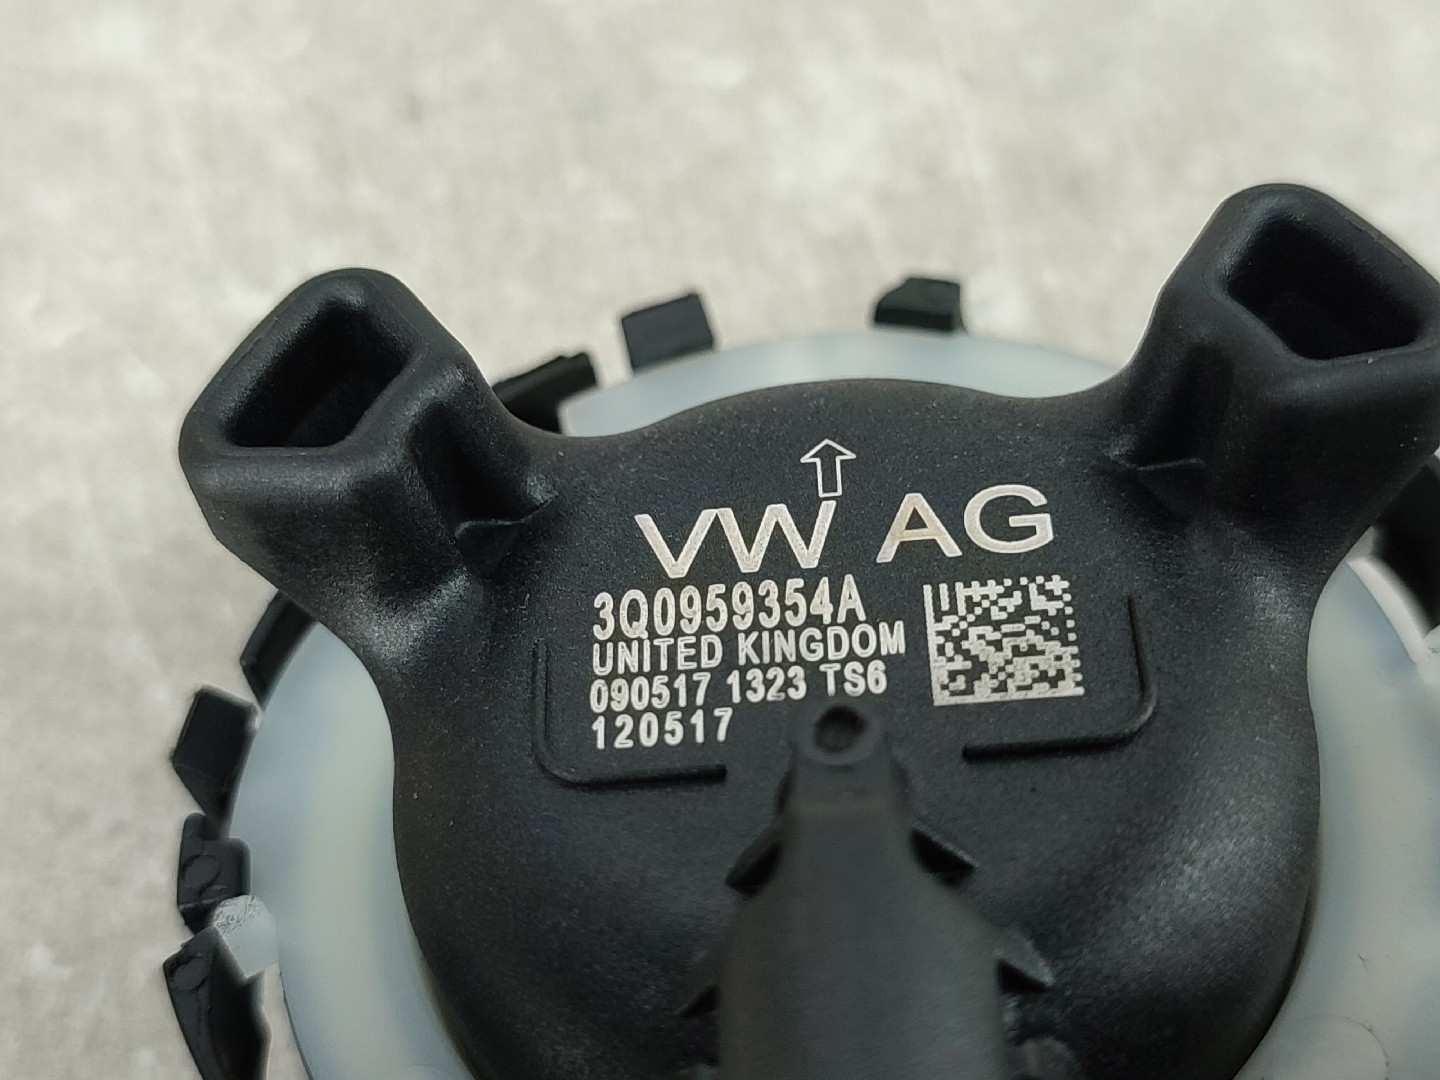 VW AG
3Q0959354A
UNITED KINGDOM
090517 1323 TS6
120517